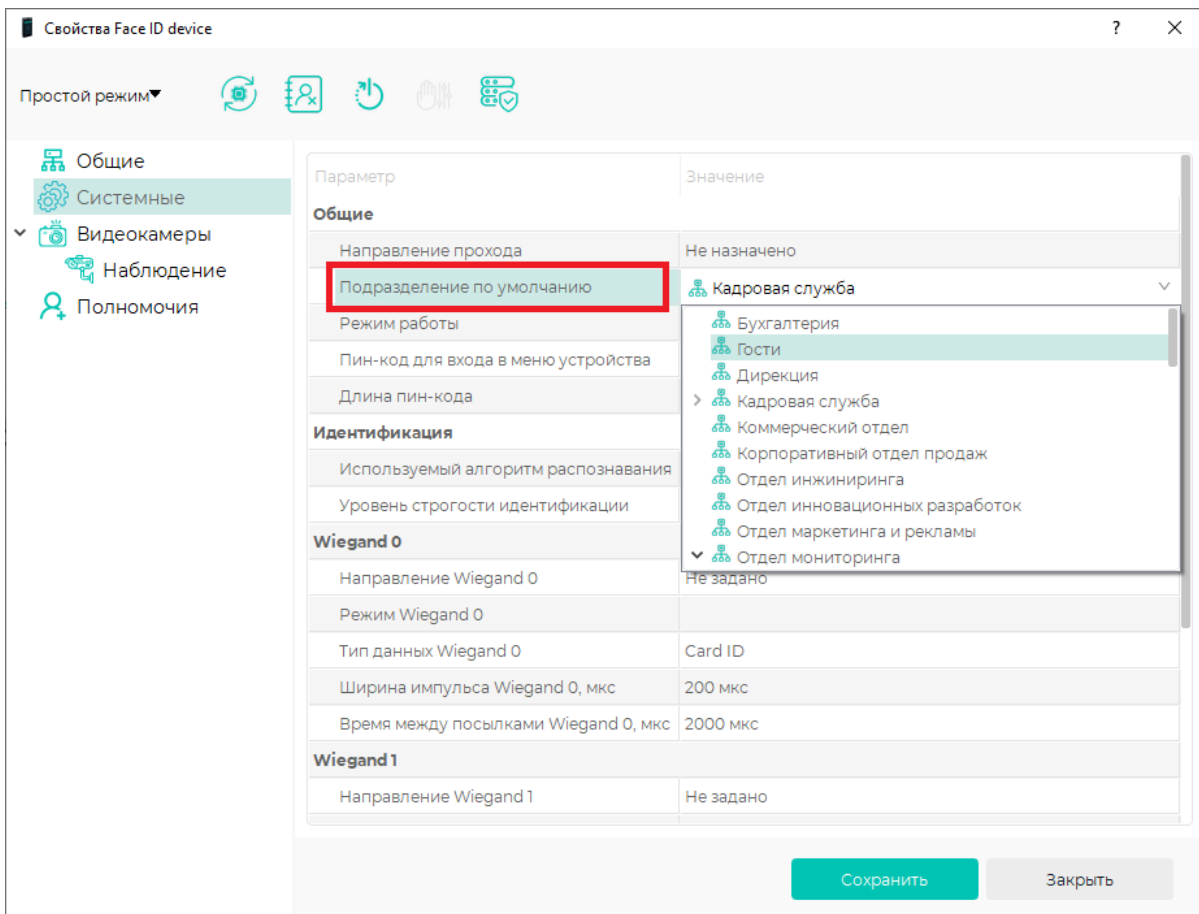 Свойства Face ID device
?
Простой режим
Общие
Системные
Видеокамеры
Наблюдение
Полномочия
Параметр Значение
Общие
Направление прохода Не назначено
Подразделение по умолчанию Кадровая служба
Режим работы
Пин-код для входа в меню устройства
Длина пин-кода
Идентификация
Используемый алгоритм распознавания
Уровень строгости идентификации
Бухгалтерия
Гости
Дирекция
Кадровая служба
Коммерческий отдел
Корпоративный отдел продаж
Отдел инжиниринга
Отдел инновационных разработок
Отдел маркетинга и рекламы
Отдел мониторинга
Wiegand 0
Направление Wiegand 0 Не задано
Режим Wiegand 0
Тип данных Wiegand 0 Card ID
Ширина импульса Wiegand 0, мкс 200 мкс
Время между посылками Wiegand 0, мкс 2000 мкс
Wiegand 1
Направление Wiegand 1 Не задано
Сохранить Закрыть